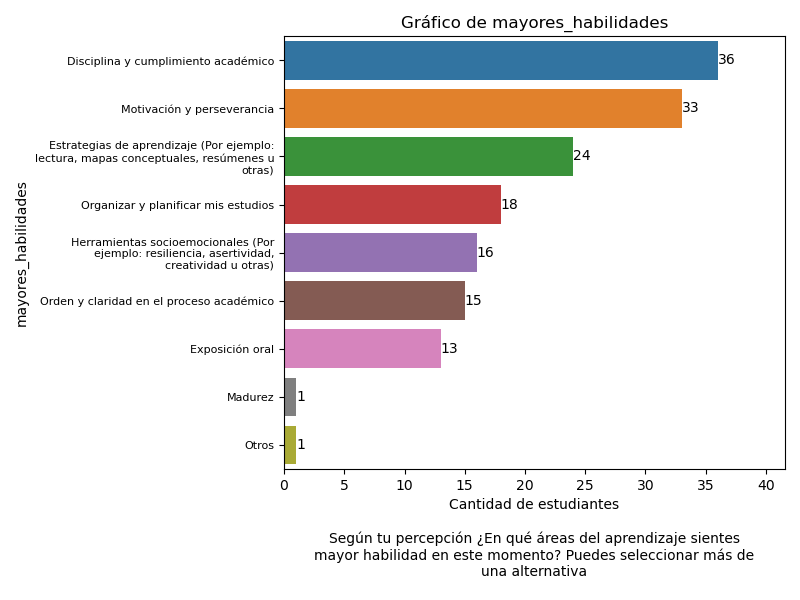 Gráfico de mayores_habilidades
mayores_habilidades
Disciplina y cumplimiento académico
36
Motivación y perseverancia
33
Estrategias de aprendizaje (Por ejemplo:
lectura, mapas conceptuales, resúmenes u
otras)
24
Organizar y planificar mis estudios
18
Herramientas socioemocionales (Por
ejemplo: resiliencia, asertividad,
creatividad u otras)
16
Orden y claridad en el proceso académico
15
Exposición oral
13
Madurez
1
Otros
1
0 5 10 15 20 25 30 35 40
Cantidad de estudiantes
Según tu percepción ¿En qué áreas del aprendizaje sientes
mayor habilidad en este momento? Puedes seleccionar más de
una alternativa